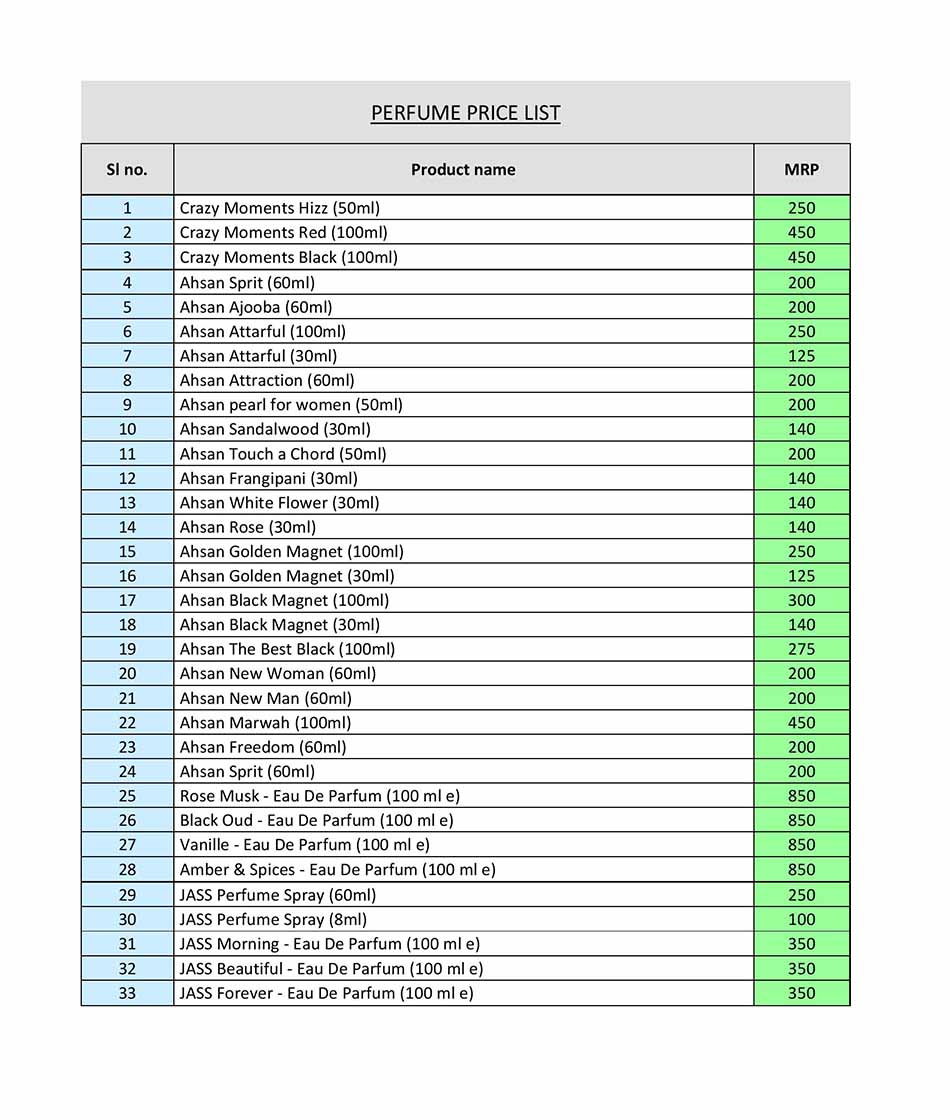 PERFUME PRICE LIST
Sl no. Product name MRP
1 Crazy Moments Hizz (50ml) 250
2 Crazy Moments Red (100ml) 450
3 Crazy Moments Black (100ml) 450
4 Ahsan Sprit (60ml) 200
5 Ahsan Ajooba (60ml) 200
6 Ahsan Attarful (100ml) 250
7 Ahsan Attarful (30ml) 125
8 Ahsan Attraction (60ml) 200
9 Ahsan pearl for women (50ml) 200
10 Ahsan Sandalwood (30ml) 140
11 Ahsan Touch a Chord (50ml) 200
12 Ahsan Frangipani (30ml) 140
13 Ahsan White Flower (30ml) 140
14 Ahsan Rose (30ml) 140
15 Ahsan Golden Magnet (100ml) 250
16 Ahsan Golden Magnet (30ml) 125
17 Ahsan Black Magnet (100ml) 300
18 Ahsan Black Magnet (30ml) 140
19 Ahsan The Best Black (100ml) 275
20 Ahsan New Woman (60ml) 200
21 Ahsan New Man (60ml) 200
22 Ahsan Marwah (100ml) 450
23 Ahsan Freedom (60ml) 200
24 Ahsan Sprit (60ml) 200
25 Rose Musk - Eau De Parfum (100 ml e) 850
26 Black Oud - Eau De Parfum (100 ml e) 850
27 Vanille - Eau De Parfum (100 ml e) 850
28 Amber & Spices - Eau De Parfum (100 ml e) 850
29 JASS Perfume Spray (60ml) 250
30 JASS Perfume Spray (8ml) 100
31 JASS Morning - Eau De Parfum (100 ml e) 350
32 JASS Beautiful - Eau De Parfum (100 ml e) 350
33 JASS Forever - Eau De Parfum (100 ml e) 350